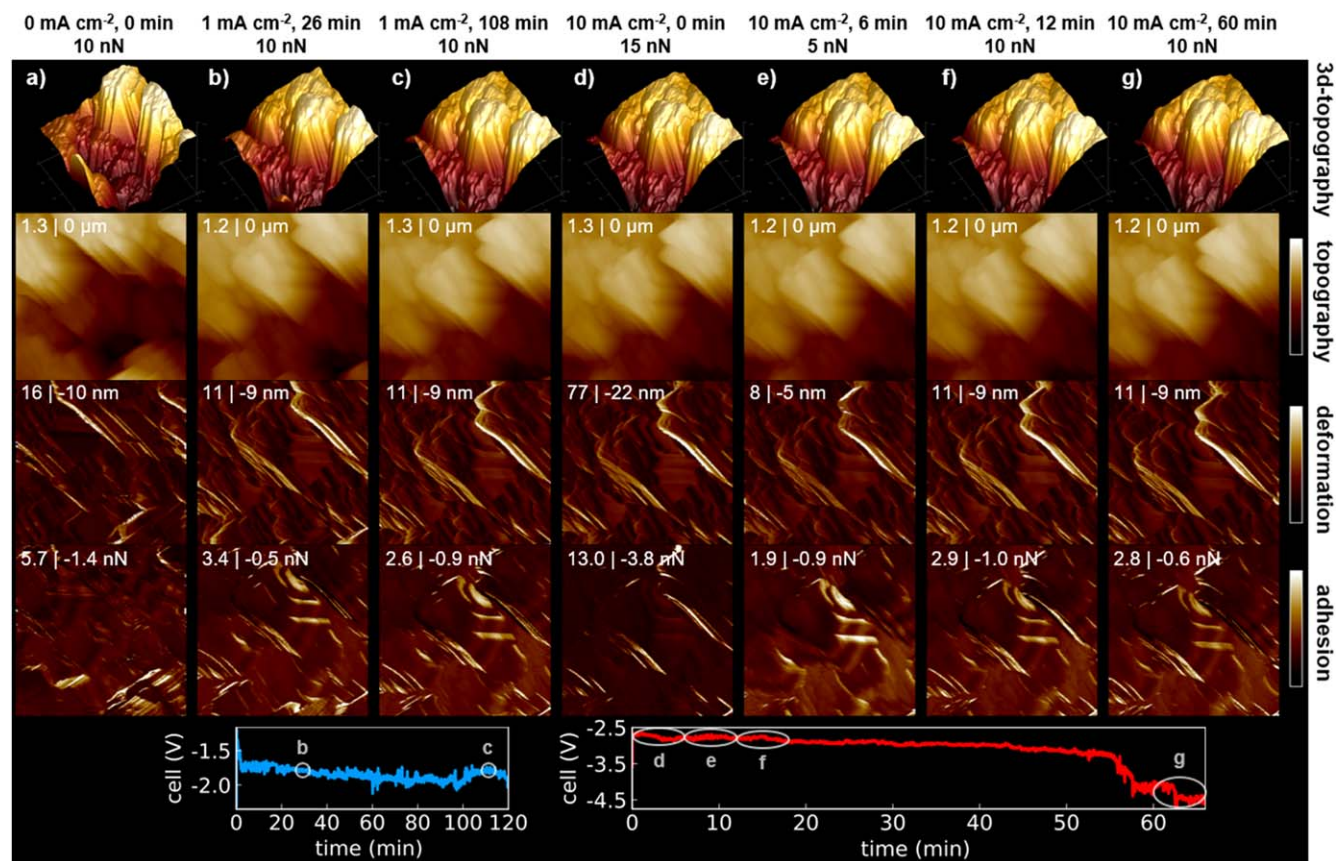 0 mA cm⁻², 0 min 1 mA cm⁻², 26 min 1 mA cm⁻², 108 min 10 mA cm⁻², 0 min 10 mA cm⁻², 6 min 10 mA cm⁻², 12 min 10 mA cm⁻², 60 min
10 nN 10 nN 10 nN 15 nN 5 nN 10 nN 10 nN
a) b) c) d) e) f) g)
3d-topography
1.3 | 0 µm 1.2 | 0 µm 1.3 | 0 µm 1.3 | 0 µm 1.2 | 0 µm 1.2 | 0 µm 1.2 | 0 µm
topography
16 | -10 nm 11 | -9 nm 11 | -9 nm 77 | -22 nm 8 | -5 nm 11 | -9 nm 11 | -9 nm
deformation
5.7 | -1.4 nN 3.4 | -0.5 nN 2.6 | -0.9 nN 13.0 | -3.8 nN 1.9 | -0.9 nN 2.9 | -1.0 nN 2.8 | -0.6 nN
adhesion
cell (V)
-1.5
-2.0
b c
0 20 40 60 80 100 120
time (min)
cell (V)
-2.5
-3.5
-4.5
d e f g
0 10 20 30 40 50 60
time (min)